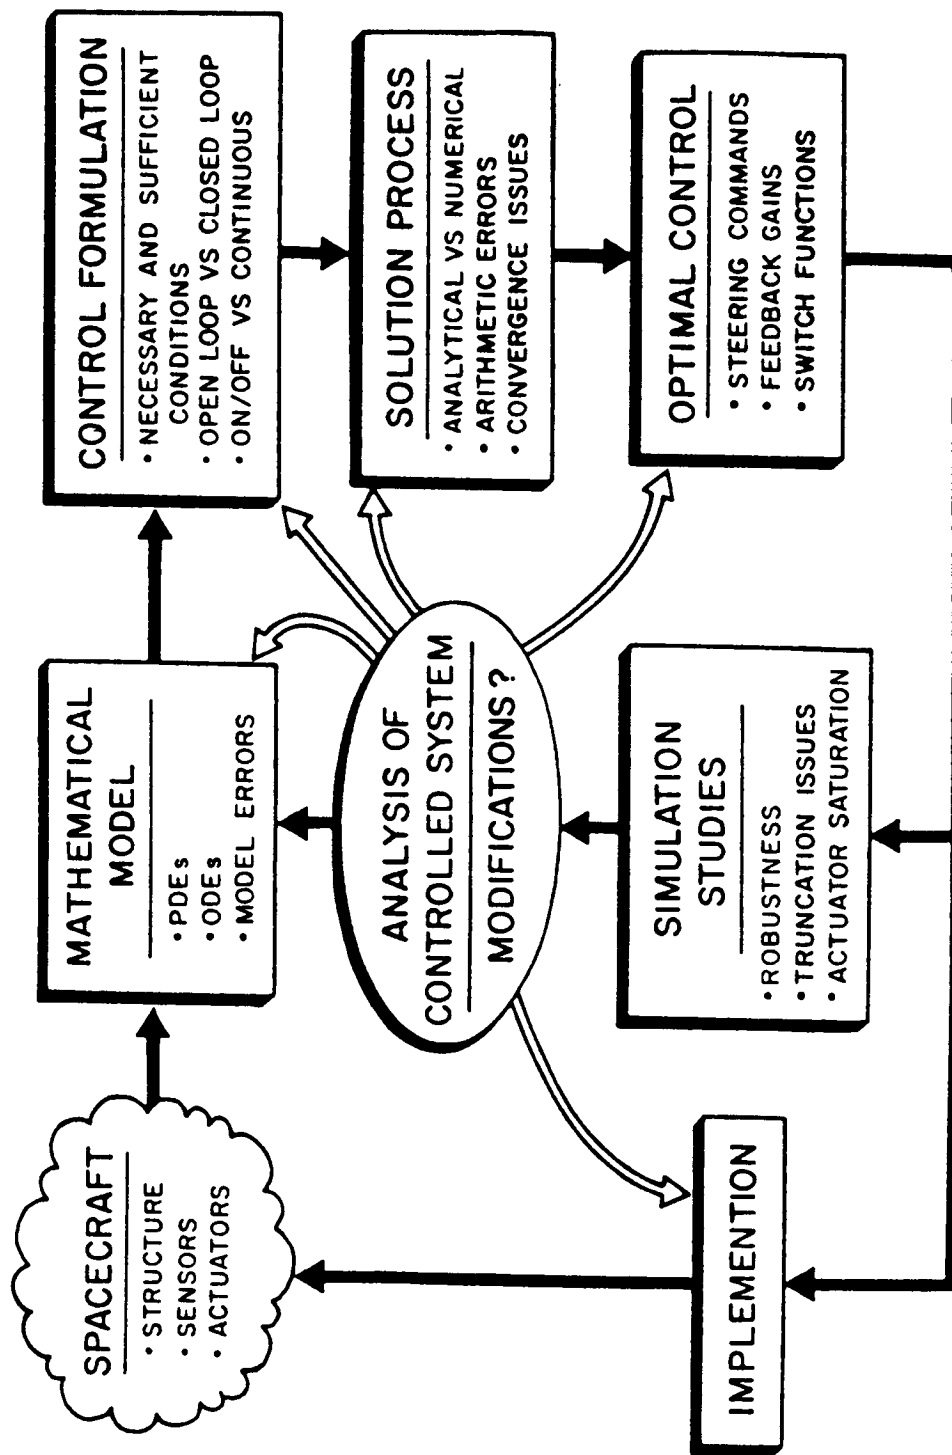 SPACECRAFT
• STRUCTURE
• SENSORS
• ACTUATORS
MATHEMATICAL
MODEL
• PDEs
• ODEs
• MODEL ERRORS
CONTROL FORMULATION
• NECESSARY AND SUFFICIENT
CONDITIONS
• OPEN LOOP VS CLOSED LOOP
• ON/OFF VS CONTINUOUS
ANALYSIS OF
CONTROLLED SYSTEM
MODIFICATIONS?
SOLUTION PROCESS
• ANALYTICAL VS NUMERICAL
• ARITHMETIC ERRORS
• CONVERGENCE ISSUES
IMPLEMENTION
SIMULATION
STUDIES
• ROBUSTNESS
• TRUNCATION ISSUES
• ACTUATOR SATURATION
OPTIMAL CONTROL
• STEERING COMMANDS
• FEEDBACK GAINS
• SWITCH FUNCTIONS